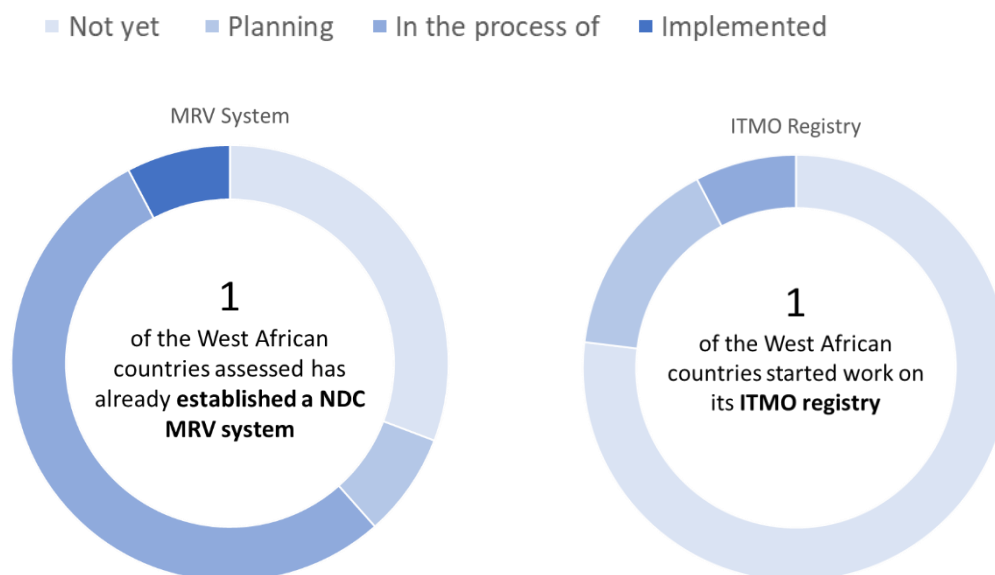 Not yet Planning In the process of Implemented
MRV System
1
of the West African
countries assessed has
already established a NDC
MRV system
ITMO Registry
1
of the West African
countries started work on
its ITMO registry